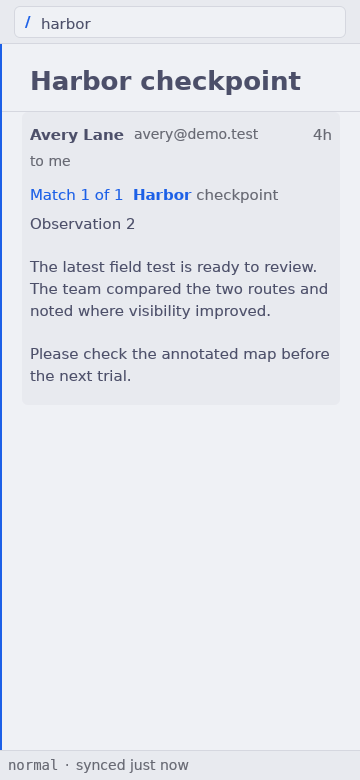 / harbor
Harbor checkpoint
Avery Lane avery@demo.test 4h
to me
Match 1 of 1 Harbor checkpoint
Observation 2
The latest field test is ready to review.
The team compared the two routes and
noted where visibility improved.
Please check the annotated map before
the next trial.
normal · synced just now